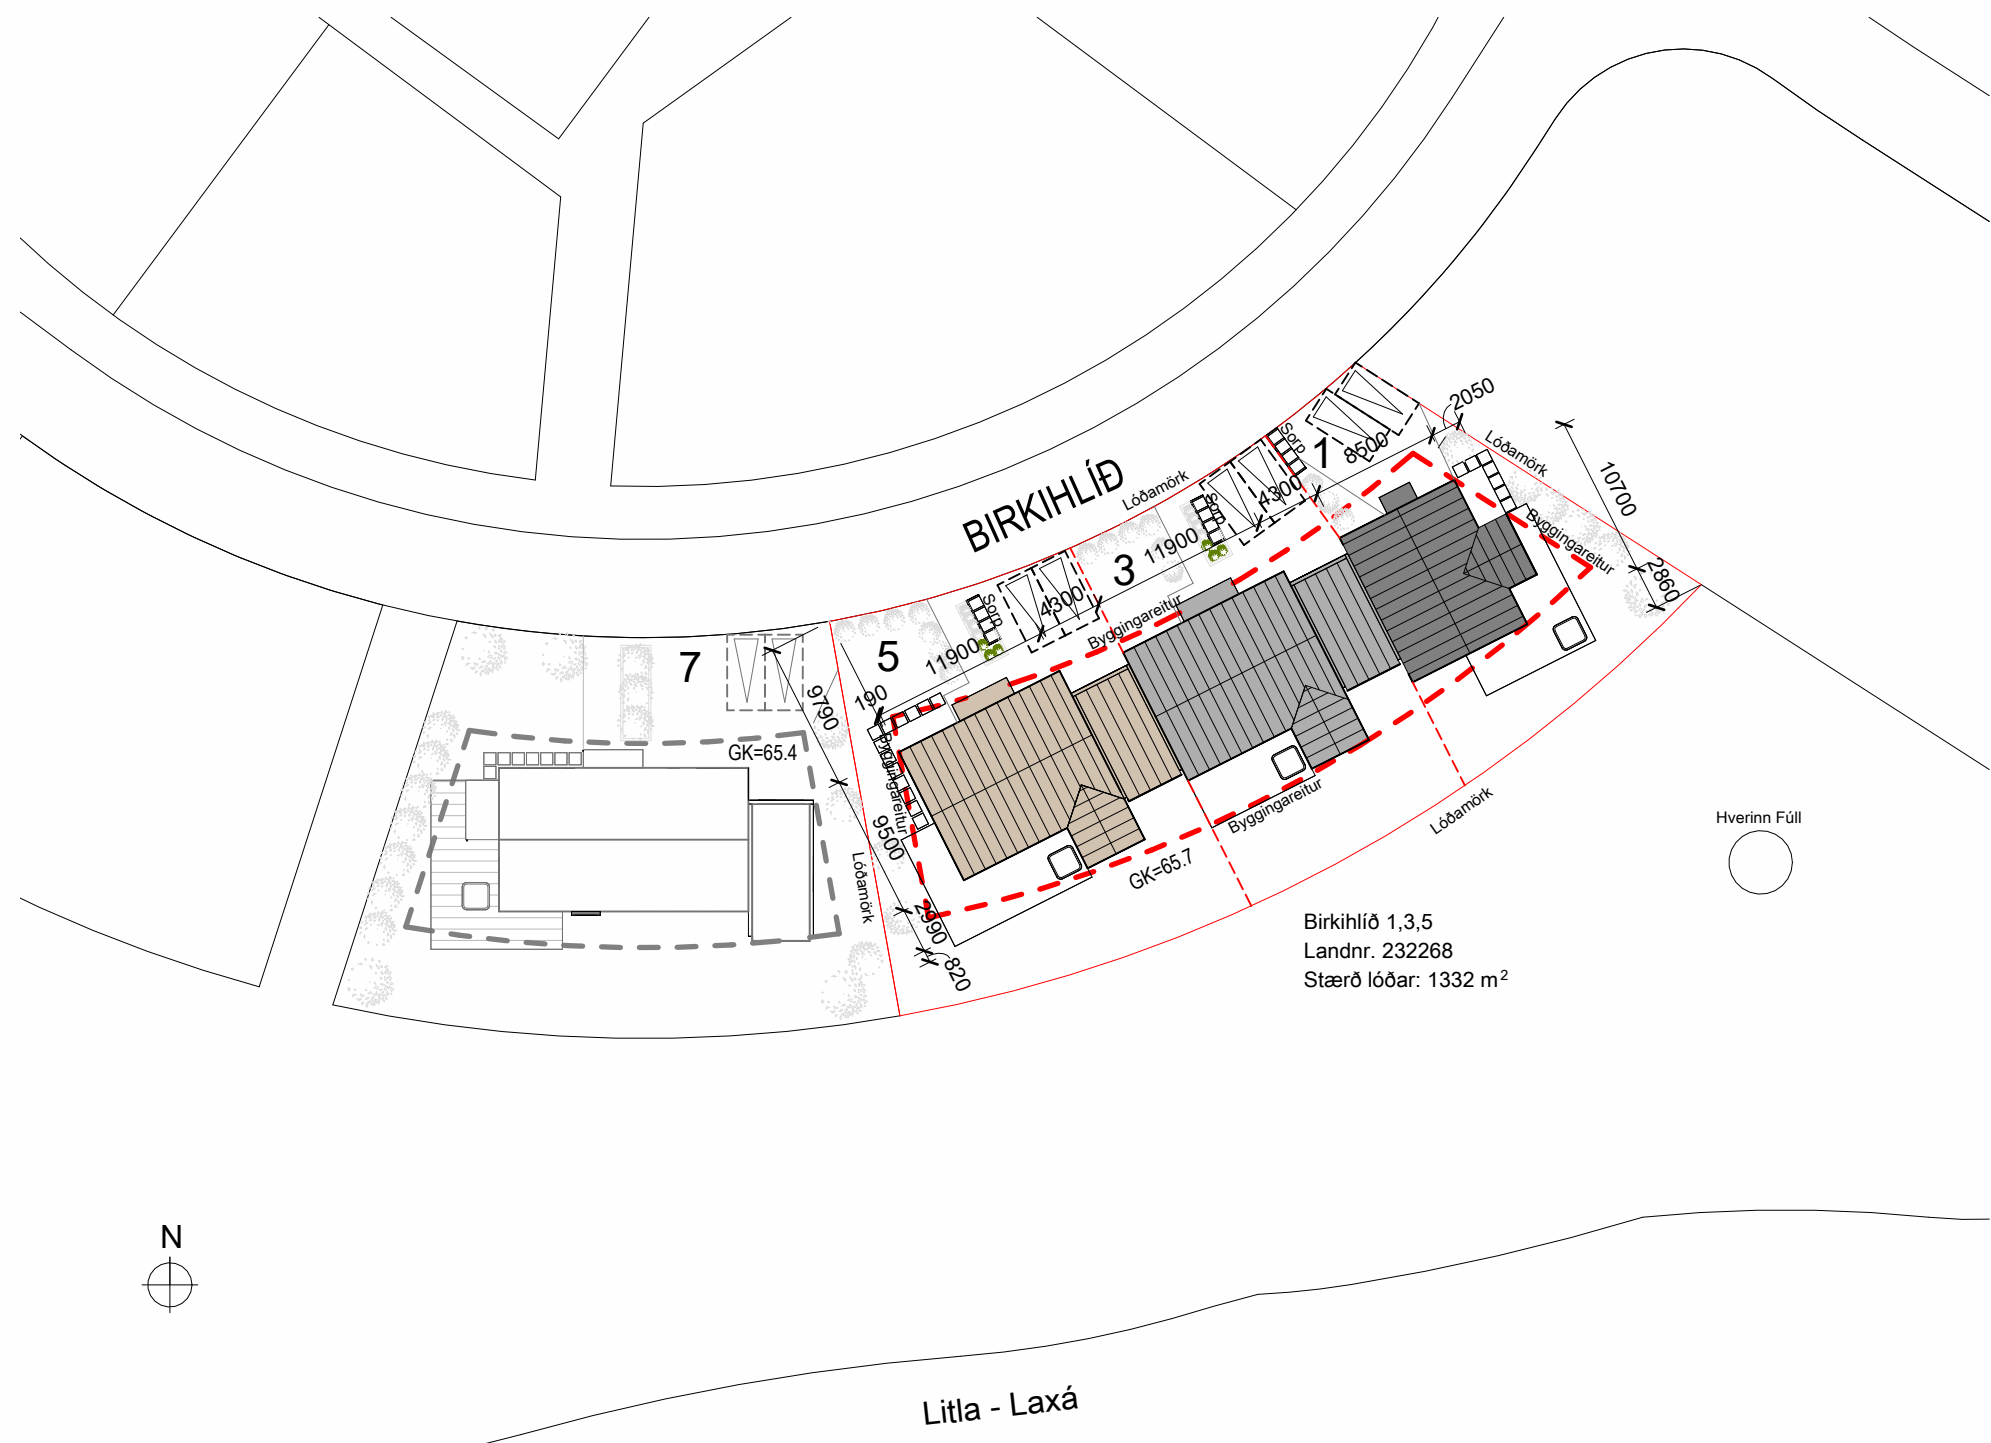 2050
Lóðamörk
10700
Byggingareitur
2860
1
8500
Sorp
4300
BIRKIHLÍÐ
Lóðamörk
Sorp
3
11900
Byggingareitur
4300
Sorp
5
11900
190
7
9790
GK=65.4
Byggingareitur
9500
Lóðamörk
2990
820
GK=65.7
Byggingareitur
Lóðamörk
Hverinn Fúll
Birkihlíð 1,3,5
Landnr. 232268
Stærð lóðar: 1332 m²
N
Litla - Laxá